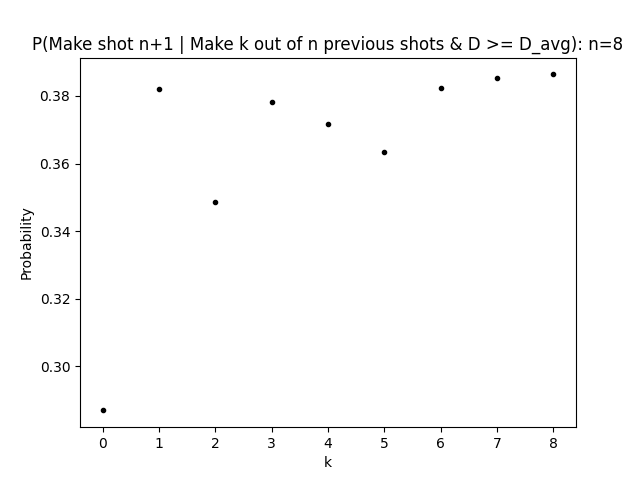 P(Make shot n+1 | Make k out of n previous shots & D >= D_avg): n=8
0.38
0.36
0.34
0.32
0.30
Probability
0 1 2 3 4 5 6 7 8
k